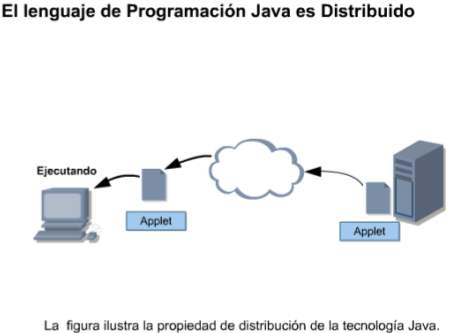 El lenguaje de Programación Java es Distribuido
Ejecutando
Applet
Applet
La figura ilustra la propiedad de distribución de la tecnología Java.